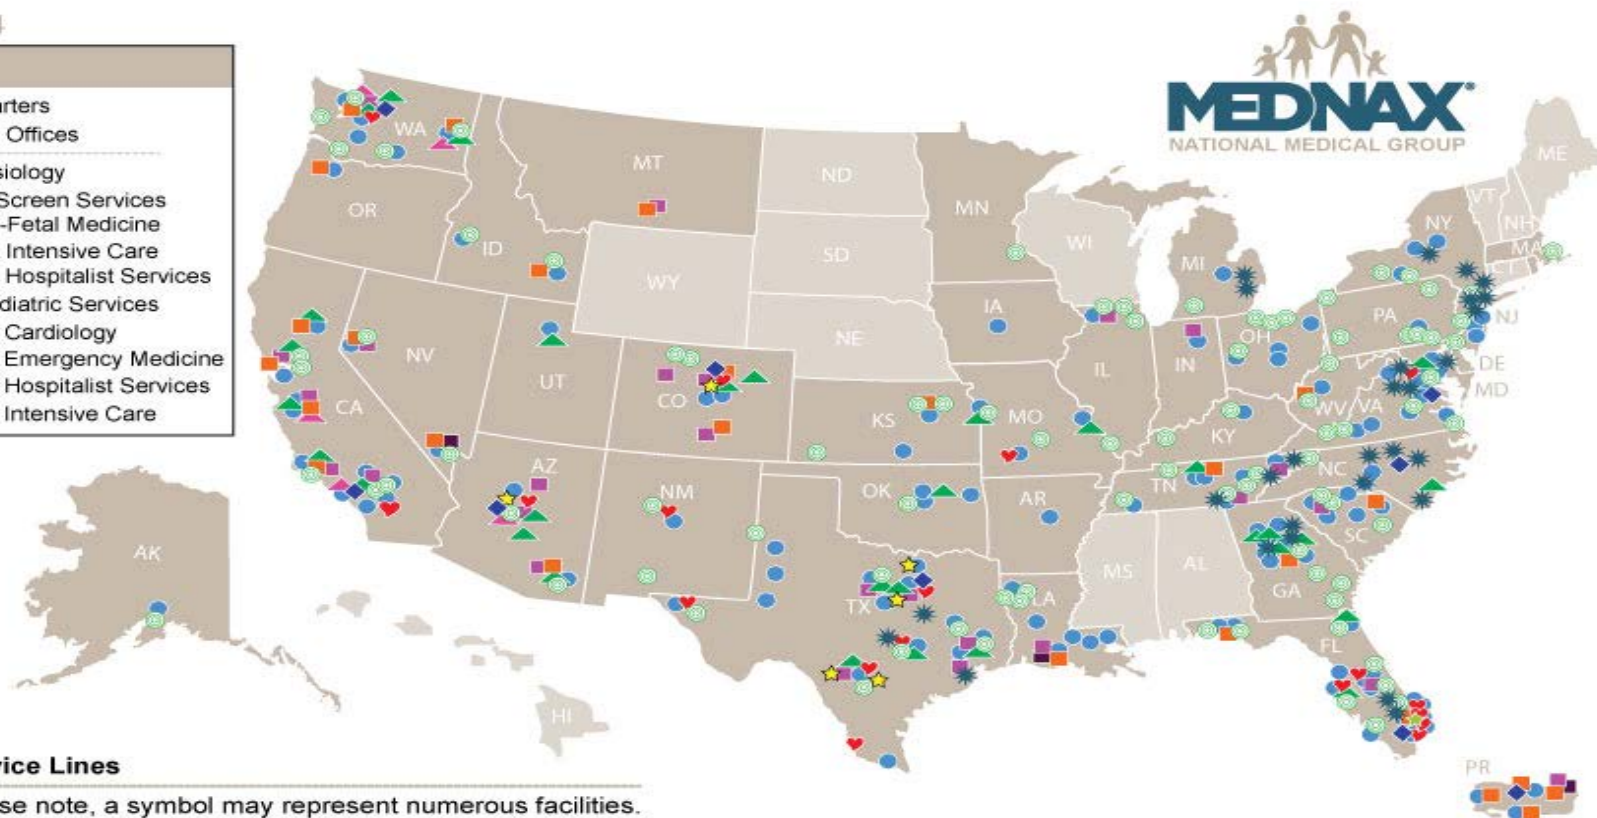 arters
Offices
siology
Screen Services
-Fetal Medicine
Intensive Care
Hospitalist Services
diatric Services
Cardiology
Emergency Medicine
Hospitalist Services
Intensive Care
MEDNAX®
NATIONAL MEDICAL GROUP
WA
MT
ND
MN
ME
VT
NH
NY
MA
CT
OR
ID
SD
WI
MI
WY
IA
PA
NJ
NE
OH
NV
IL
IN
DE
UT
MD
CA
CO
KS
MO
WV
VA
KY
AZ
NM
OK
AR
TN
NC
SC
MS
AL
GA
AK
TX
LA
FL
HI
PR
vice Lines
se note, a symbol may represent numerous facilities.